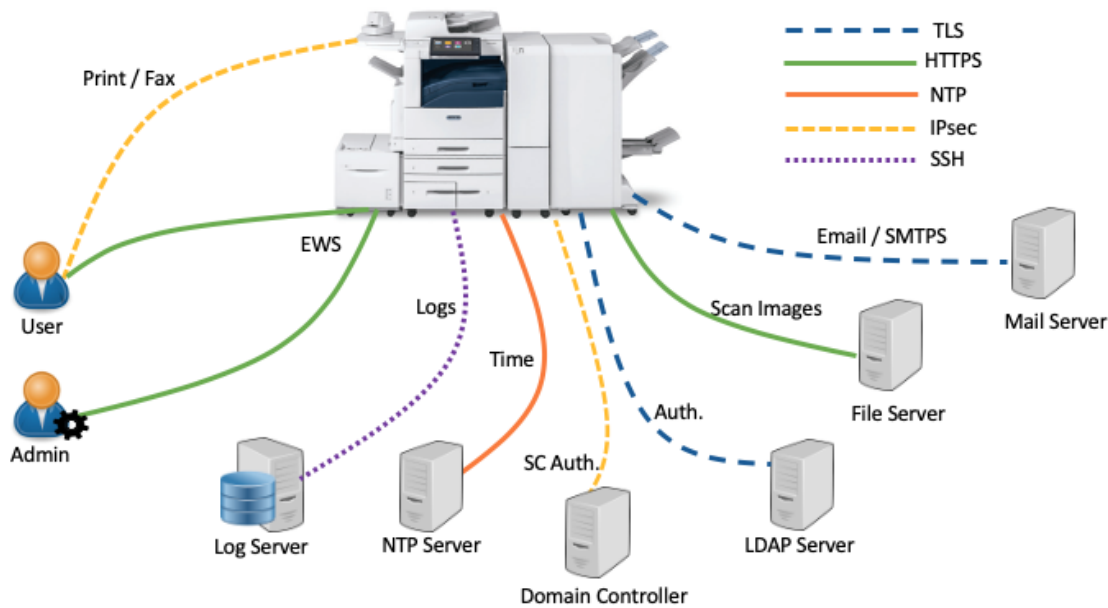 TLS
HTTPS
NTP
IPsec
SSH
Print / Fax
EWS
Email / SMTPS
Logs
Scan Images
User
Mail Server
Time
Auth.
File Server
Admin
SC Auth.
Log Server
NTP Server
LDAP Server
Domain Controller